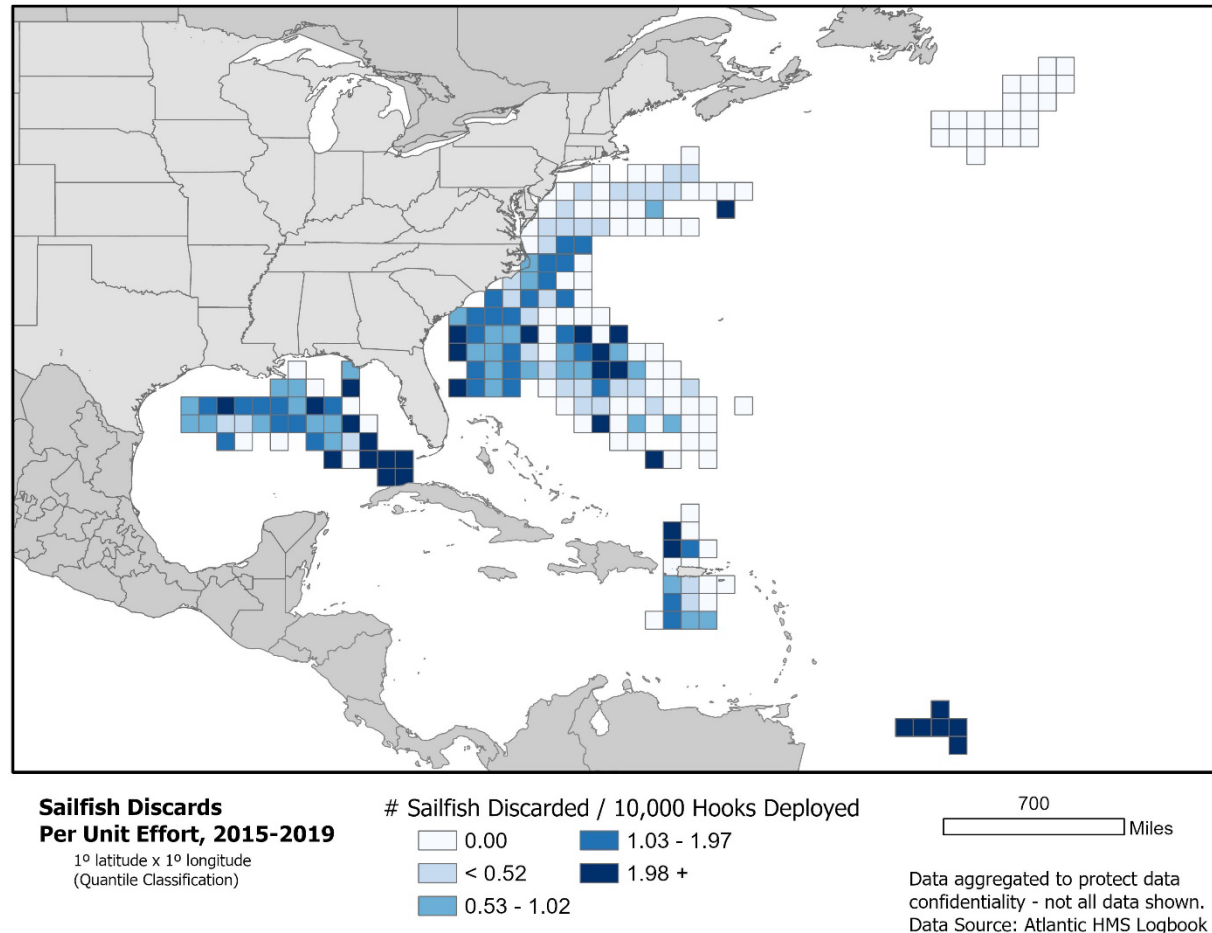 Sailfish Discards
Per Unit Effort, 2015-2019
1º latitude x 1º longitude
(Quantile Classification)
# Sailfish Discarded / 10,000 Hooks Deployed
0.00
< 0.52
0.53 - 1.02
1.03 - 1.97
1.98 +
700
Miles
Data aggregated to protect data
confidentiality - not all data shown.
Data Source: Atlantic HMS Logbook